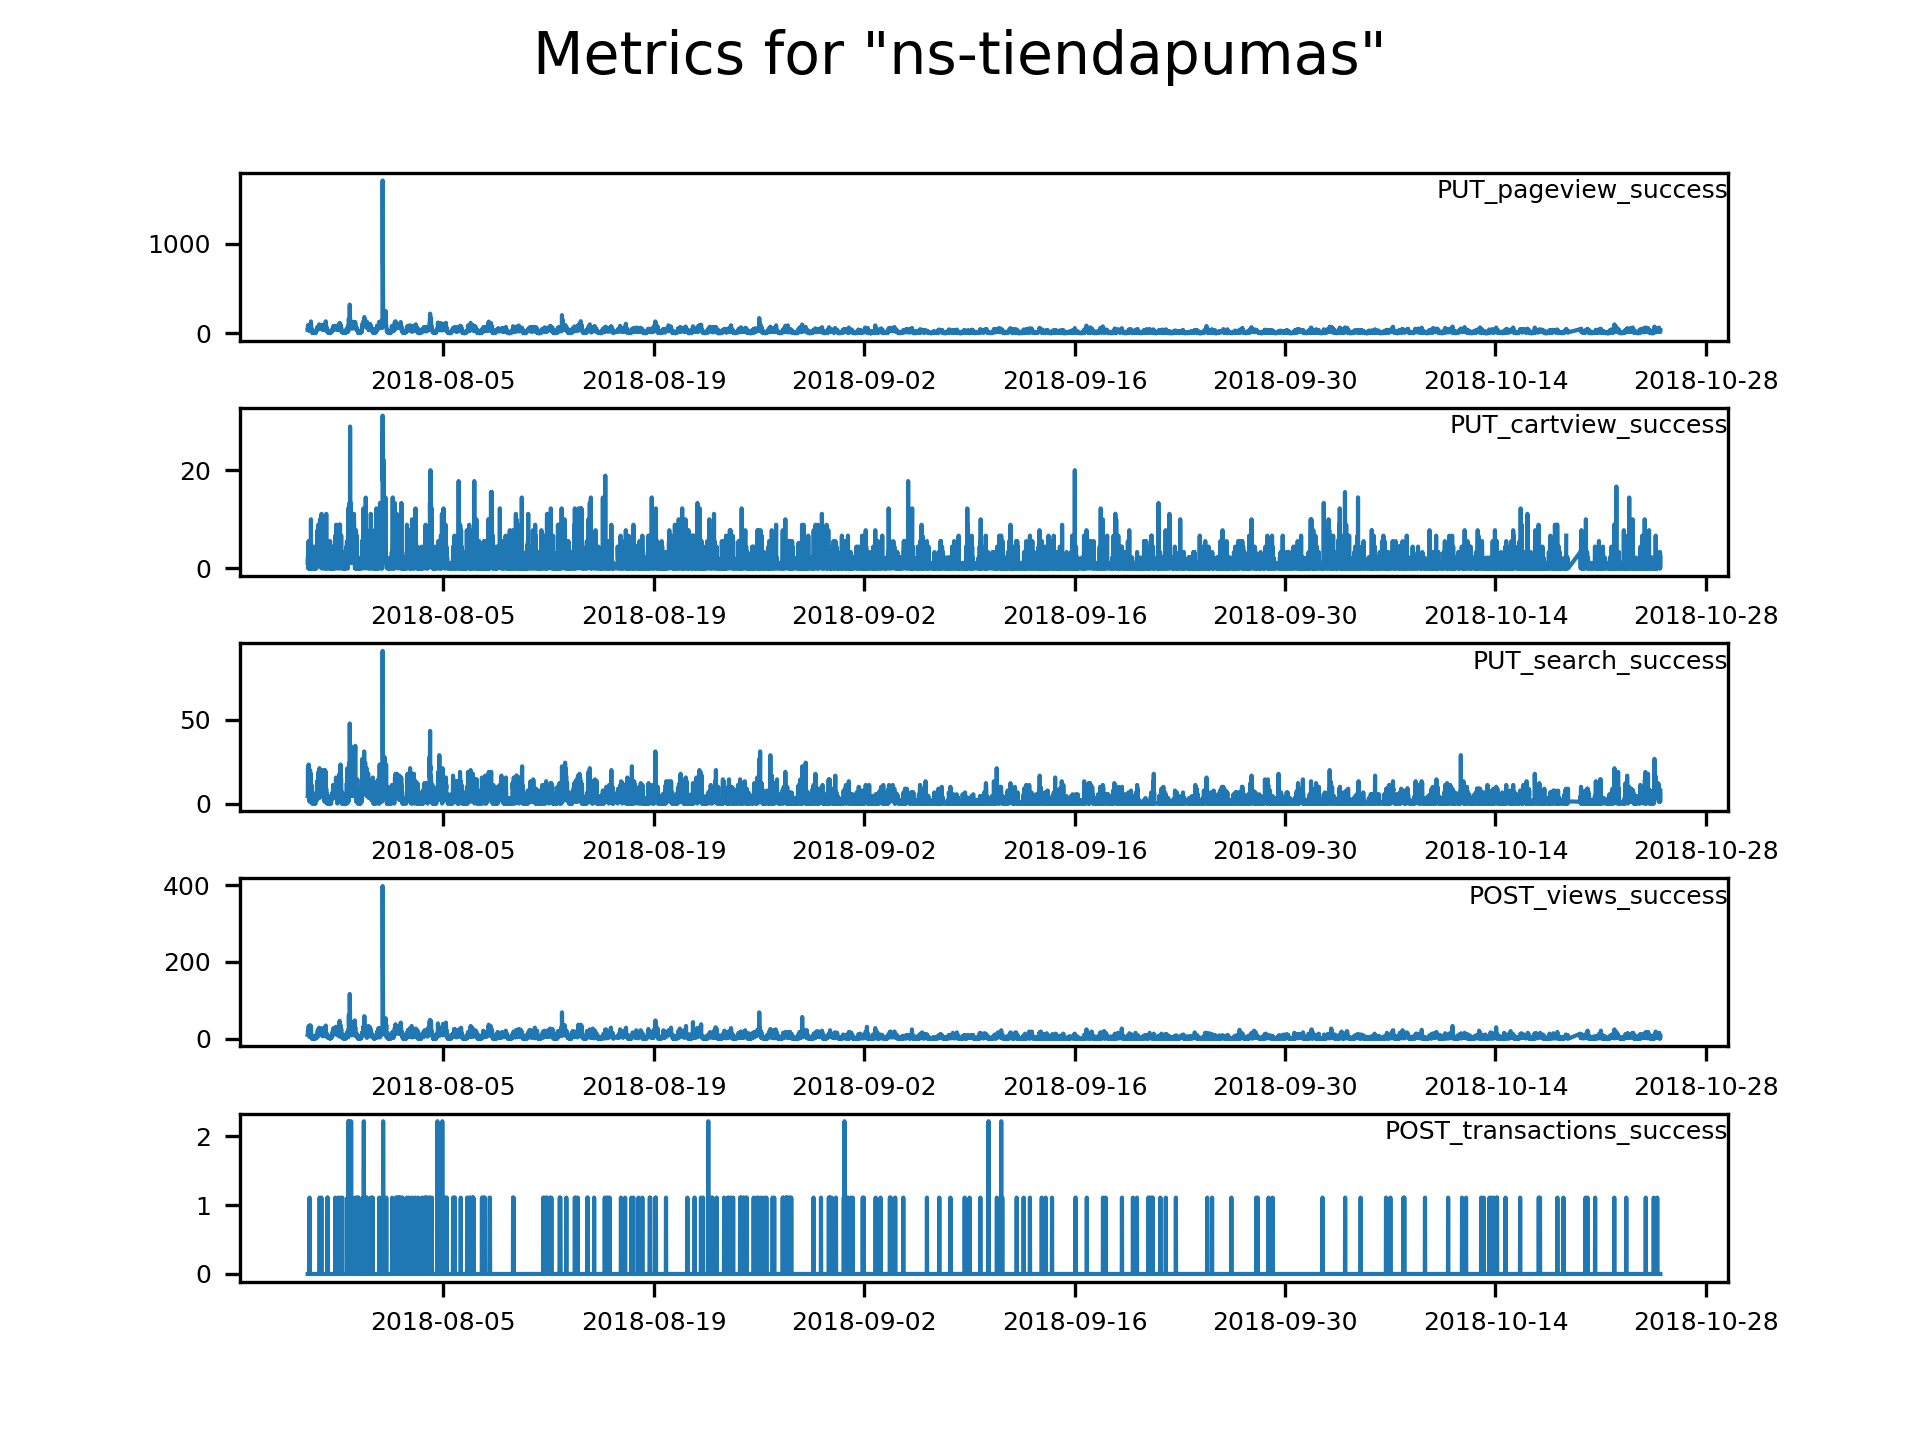 Metrics for "ns-tiendapumas"
PUT_pageview_success
1000
0
2018-08-05 2018-08-19 2018-09-02 2018-09-16 2018-09-30 2018-10-14 2018-10-28
PUT_cartview_success
20
0
2018-08-05 2018-08-19 2018-09-02 2018-09-16 2018-09-30 2018-10-14 2018-10-28
PUT_search_success
50
0
2018-08-05 2018-08-19 2018-09-02 2018-09-16 2018-09-30 2018-10-14 2018-10-28
400
POST_views_success
200
0
2018-08-05 2018-08-19 2018-09-02 2018-09-16 2018-09-30 2018-10-14 2018-10-28
2
POST_transactions_success
1
0
2018-08-05 2018-08-19 2018-09-02 2018-09-16 2018-09-30 2018-10-14 2018-10-28